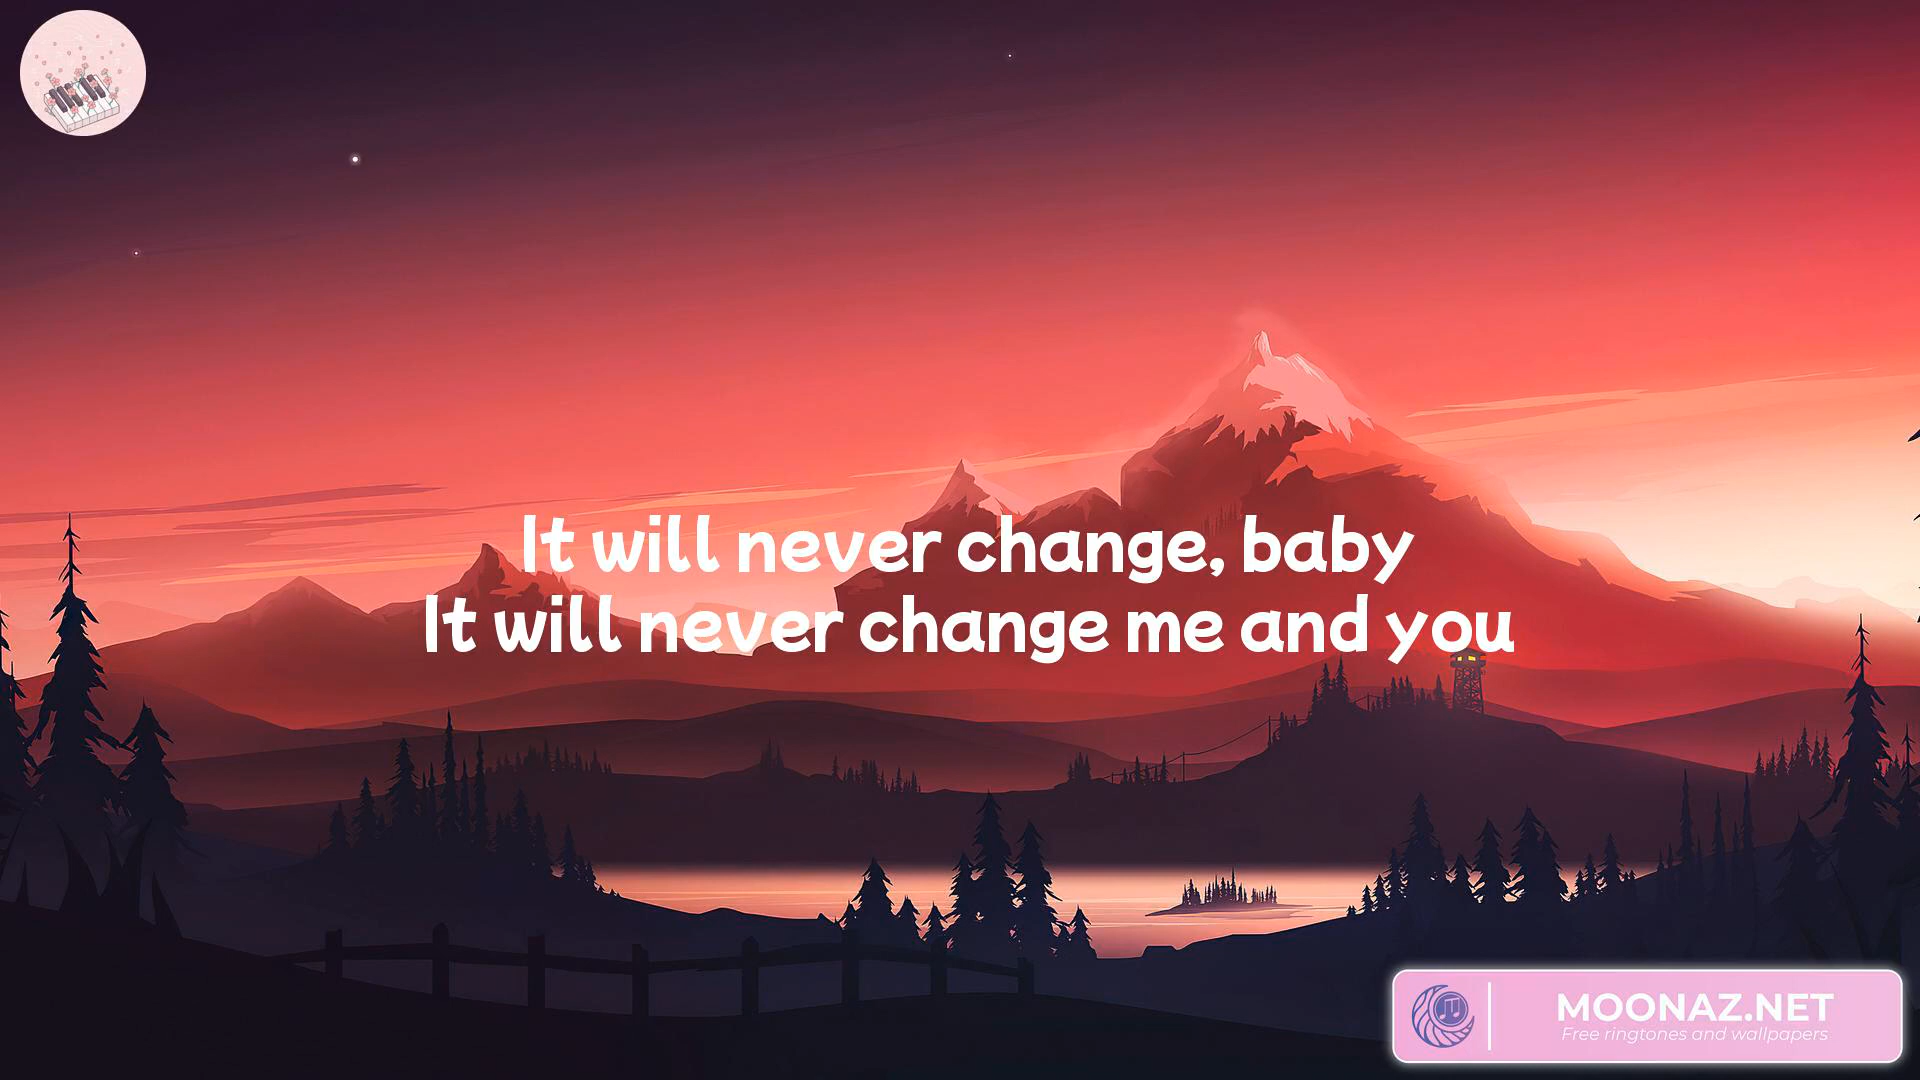 It will never change, baby
It will never change me and you
MOONAZ.NET
Free ringtones and wallpapers